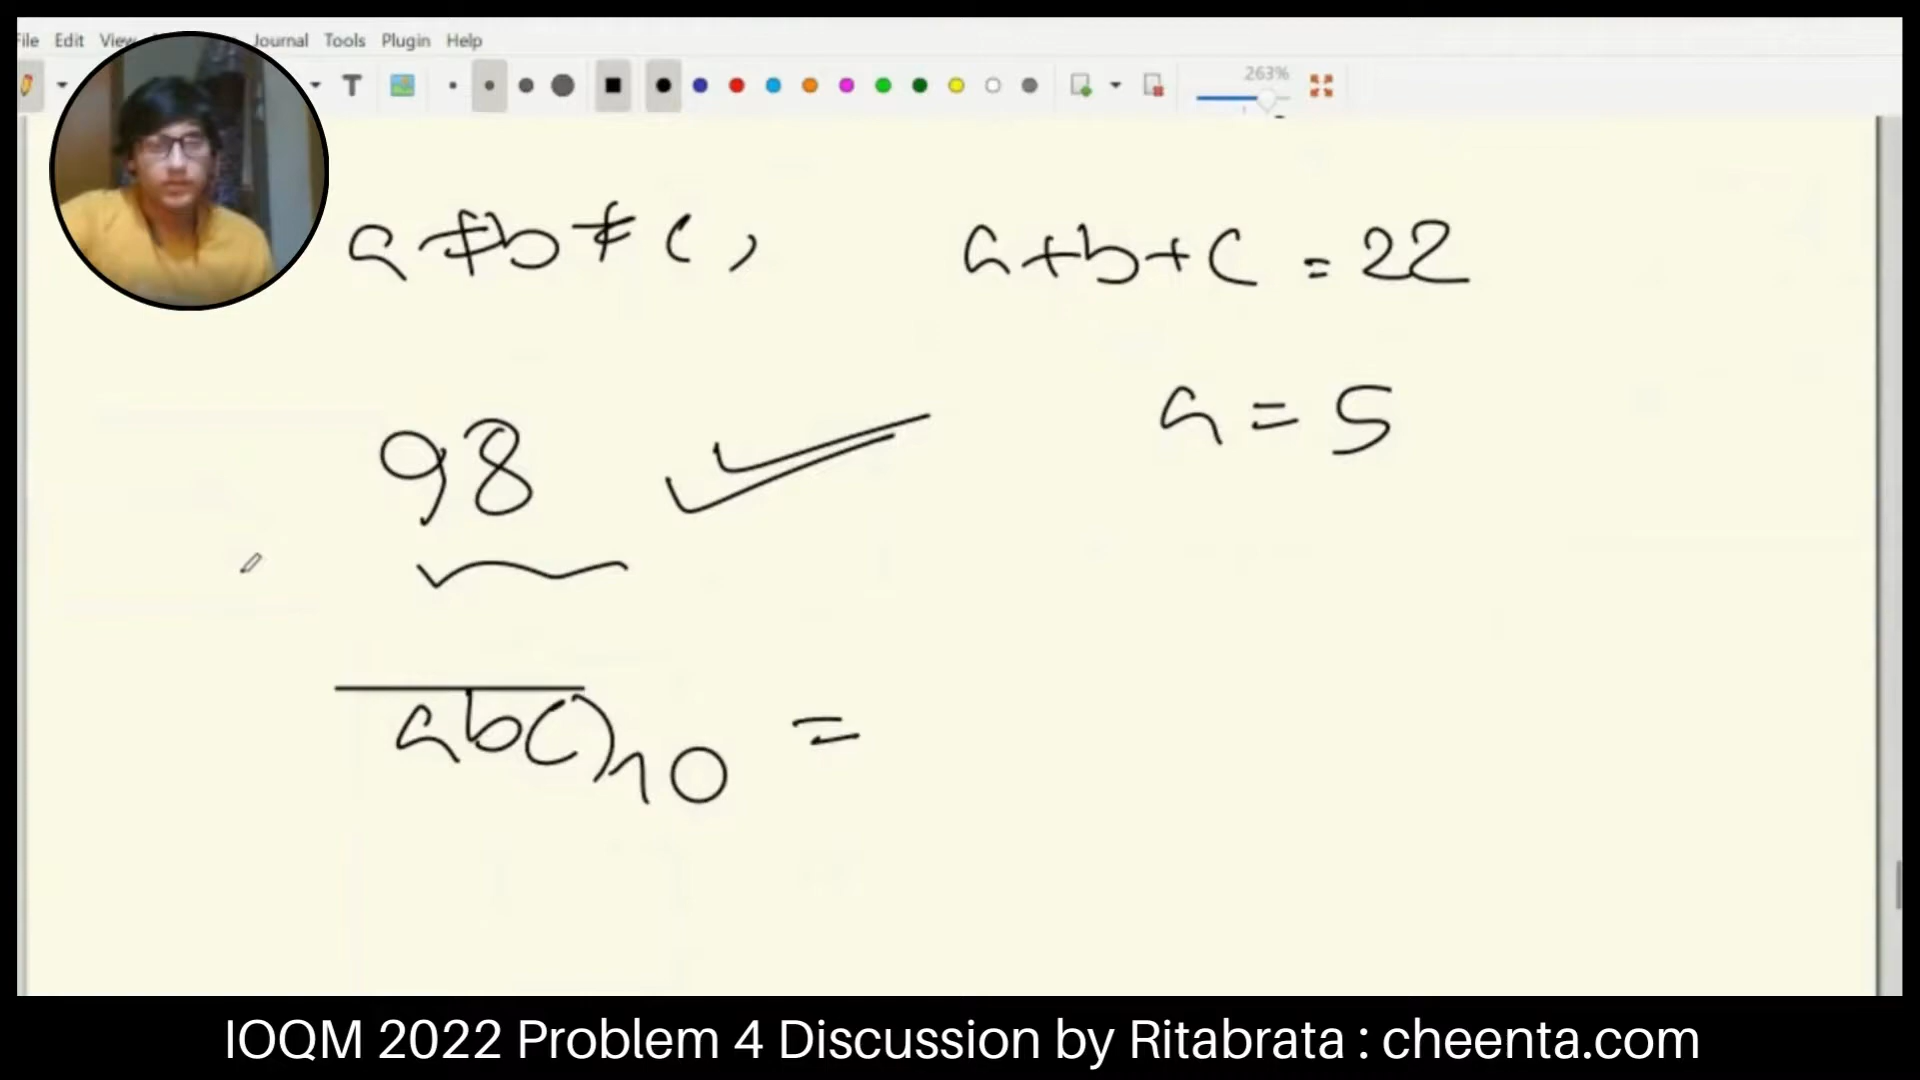 File Edit View Journal Tools Plugin Help
T
263%
a ≠ b ≠ c , a+b+c = 22
98 a = 5
abc)10 =
IOQM 2022 Problem 4 Discussion by Ritabrata : cheenta.com